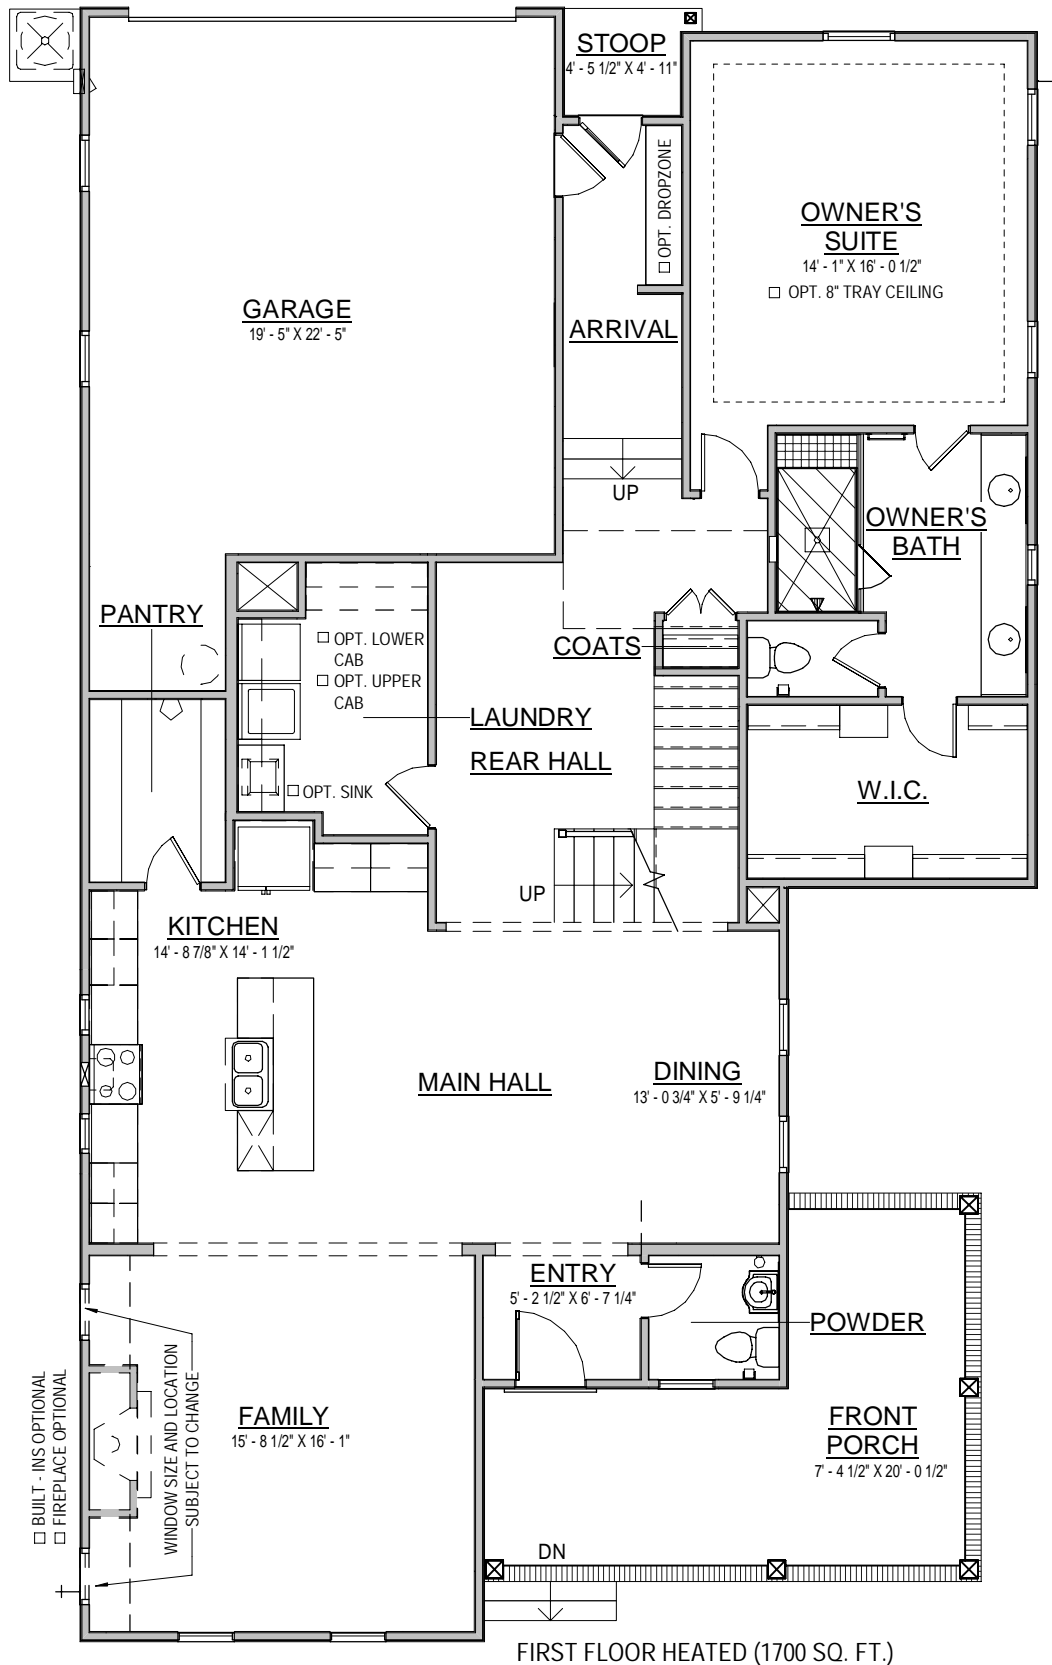 STOOP
4' - 5 1/2" X 4' - 11"
□ OPT. DROPZONE
OWNER'S
SUITE
14' - 1" X 16' - 0 1/2"
□ OPT. 8" TRAY CEILING
GARAGE
19' - 5" X 22' - 5"
ARRIVAL
UP
OWNER'S
BATH
PANTRY
□ OPT. LOWER
CAB
□ OPT. UPPER
CAB
COATS
LAUNDRY
REAR HALL
□ OPT. SINK
W.I.C.
UP
KITCHEN
14' - 8 7/8" X 14' - 1 1/2"
MAIN HALL
DINING
13' - 0 3/4" X 5' - 9 1/4"
ENTRY
5' - 2 1/2" X 6' - 7 1/4"
POWDER
□ BUILT - INS OPTIONAL
□ FIREPLACE OPTIONAL
WINDOW SIZE AND LOCATION
SUBJECT TO CHANGE
FAMILY
15' - 8 1/2" X 16' - 1"
FRONT
PORCH
7' - 4 1/2" X 20' - 0 1/2"
DN
FIRST FLOOR HEATED (1700 SQ. FT.)